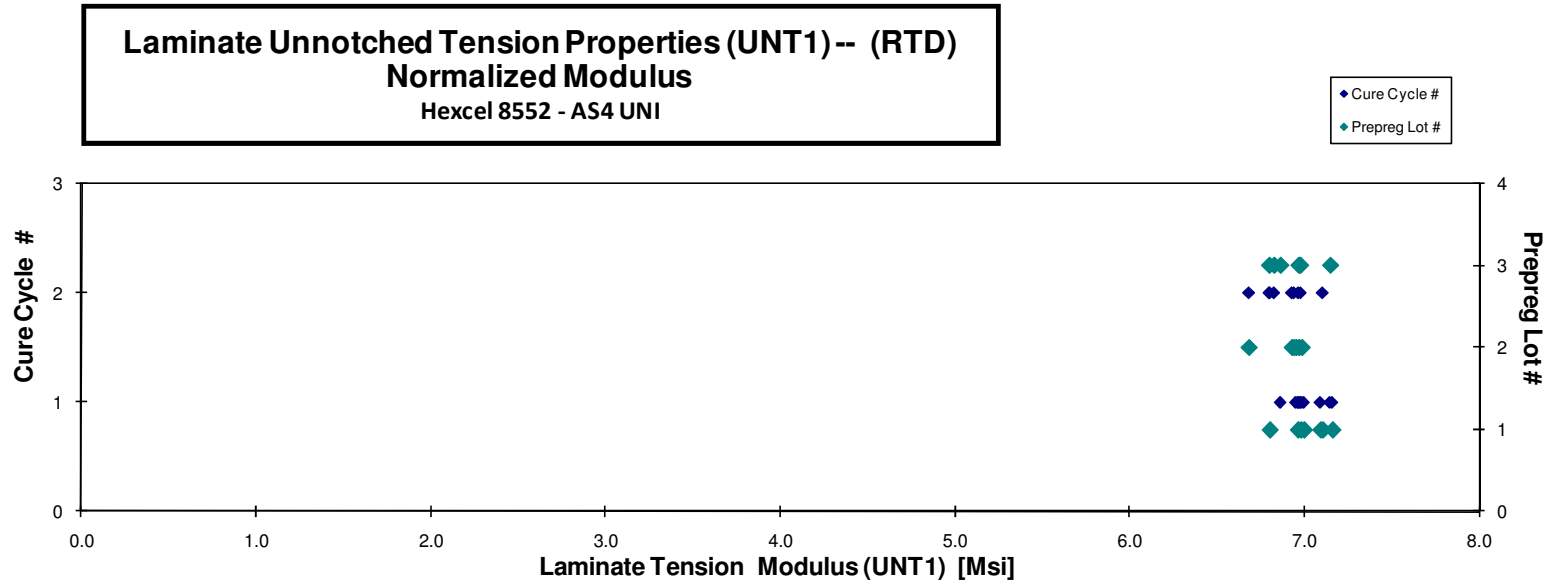 Laminate Unnotched Tension Properties (UNT1) -- (RTD)
Normalized Modulus
Hexcel 8552 - AS4 UNI
Cure Cycle #
Prepreg Lot #
3
2
1
0
Cure Cycle #
4
3
2
1
0
Prepreg Lot #
0.0 1.0 2.0 3.0 4.0 5.0 6.0 7.0 8.0
Laminate Tension Modulus (UNT1) [Msi]